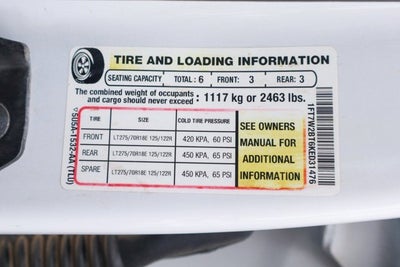 TIRE AND LOADING INFORMATION
SEATING CAPACITY TOTAL: 6 FRONT: 3 REAR: 3
The combined weight of occupants
and cargo should never exceed : 1117 kg or 2463 lbs.
TIRE SIZE COLD TIRE PRESSURE
FRONT LT275/70R18E 125/122R 420 KPA, 60 PSI
REAR LT275/70R18E 125/122R 450 KPA, 65 PSI
SPARE LT275/70R18E 125/122R 450 KPA, 65 PSI
SEE OWNERS
MANUAL FOR
ADDITIONAL
INFORMATION
1FT7W2BT6KED31476